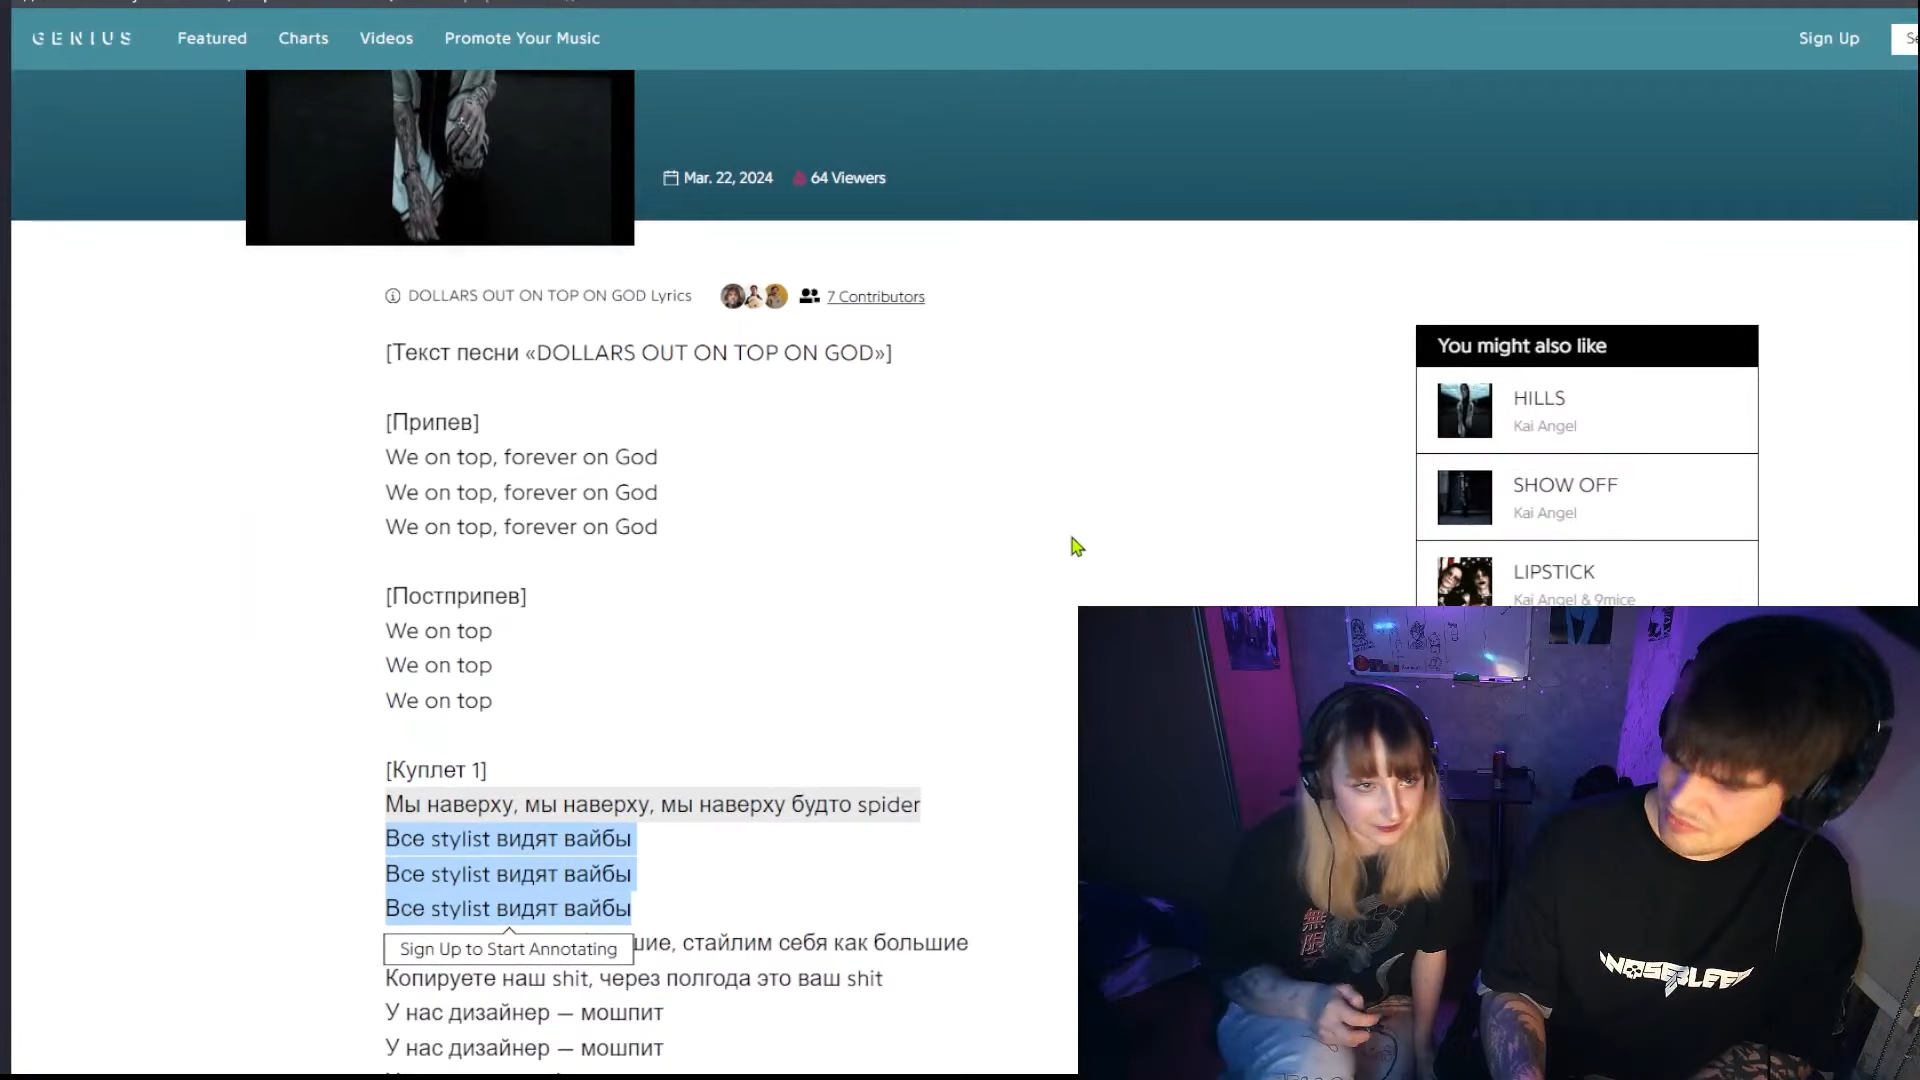 GENIUS
Featured
Charts
Videos
Promote Your Music
Sign Up
Mar. 22, 2024
64 Viewers
DOLLARS OUT ON TOP ON GOD Lyrics
7 Contributors
[Текст песни «DOLLARS OUT ON TOP ON GOD»]
[Припев]
We on top, forever on God
We on top, forever on God
We on top, forever on God
[Постприпев]
We on top
We on top
We on top
[Куплет 1]
Мы наверху, мы наверху, мы наверху будто spider
Все stylist видят вайбы
Все stylist видят вайбы
Все stylist видят вайбы
Sign Up to Start Annotating
стайлим себя как большие
Копируете наш shit, через полгода это ваш shit
У нас дизайнер — мошпит
У нас дизайнер — мошпит
You might also like
HILLS
Kai Angel
SHOW OFF
Kai Angel
LIPSTICK
Kai Angel & 9mice
無限
NOSEBLEED